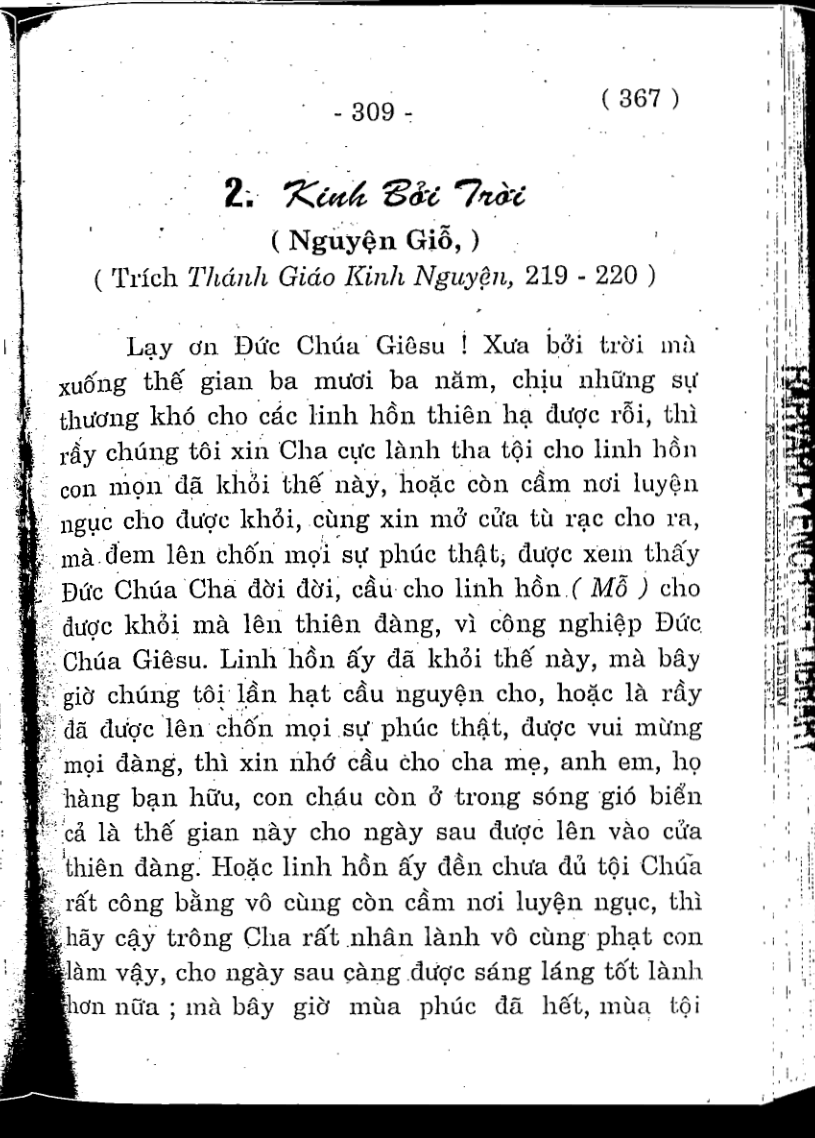 - 309 -
( 367 )
2. Kinh Bởi Trời
( Nguyện Giỗ, )
( Trích Thánh Giáo Kinh Nguyện, 219 - 220 )
Lạy ơn Đức Chúa Giêsu ! Xưa bởi trời mà
xuống thế gian ba mươi ba năm, chịu những sự
thương khó cho các linh hồn thiên hạ được rỗi, thì
rầy chúng tôi xin Cha cực lành tha tội cho linh hồn
con mọn đã khỏi thế này, hoặc còn cầm nơi luyện
ngục cho được khỏi, cùng xin mở cửa tù rạc cho ra,
mà đem lên chốn mọi sự phúc thật, được xem thấy
Đức Chúa Cha đời đời, cầu cho linh hồn ( Mỗ ) cho
được khỏi mà lên thiên đàng, vì công nghiệp Đức
Chúa Giêsu. Linh hồn ấy đã khỏi thế này, mà bây
giờ chúng tôi lần hạt cầu nguyện cho, hoặc là rầy
đã được lên chốn mọi sự phúc thật, được vui mừng
mọi đàng, thì xin nhớ cầu cho cha mẹ, anh em, họ
hàng bạn hữu, con cháu còn ở trong sóng gió biển
cả là thế gian này cho ngày sau được lên vào cửa
thiên đàng. Hoặc linh hồn ấy đền chưa đủ tội Chúa
rất công bằng vô cùng còn cầm nơi luyện ngục, thì
hãy cậy trông Cha rất nhân lành vô cùng phạt con
làm vậy, cho ngày sau càng được sáng láng tốt lành
hơn nữa ; mà bây giờ mùa phúc đã hết, mùa tội
HARVARD-YENCHING LIBRARY